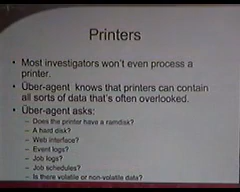 Printers
• Most investigators won't even process a
printer.
• Über-agent knows that printers can contain
all sorts of data that's often overlooked.
• Über-agent asks:
– Does the printer have a ramdisk?
– A hard disk?
– Web interface?
– Event logs?
– Job logs?
– Job schedules?
– Is there volatile or non-volatile data?